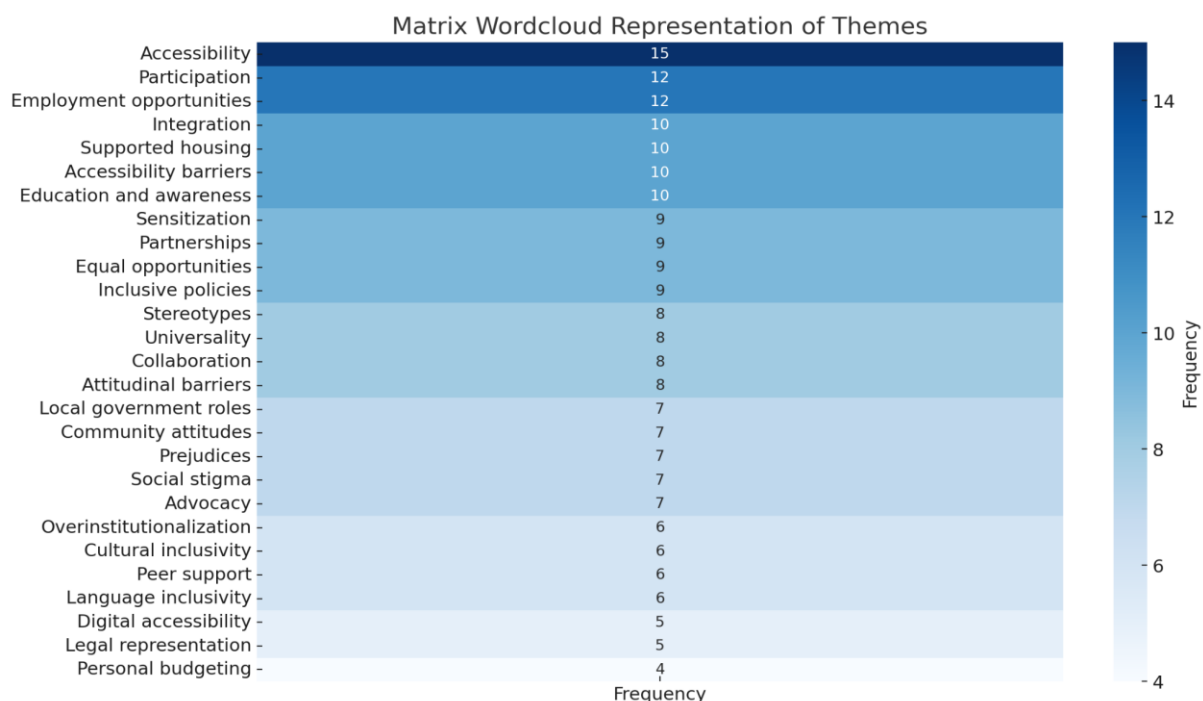 Matrix Wordcloud Representation of Themes
Accessibility 15
Participation 12
Employment opportunities 12
Integration 10
Supported housing 10
Accessibility barriers 10
Education and awareness 10
Sensitization 9
Partnerships 9
Equal opportunities 9
Inclusive policies 9
Stereotypes 8
Universality 8
Collaboration 8
Attitudinal barriers 8
Local government roles 7
Community attitudes 7
Prejudices 7
Social stigma 7
Advocacy 7
Overinstitutionalization 6
Cultural inclusivity 6
Peer support 6
Language inclusivity 6
Digital accessibility 5
Legal representation 5
Personal budgeting 4
Frequency
14
12
10
8
6
4
Frequency